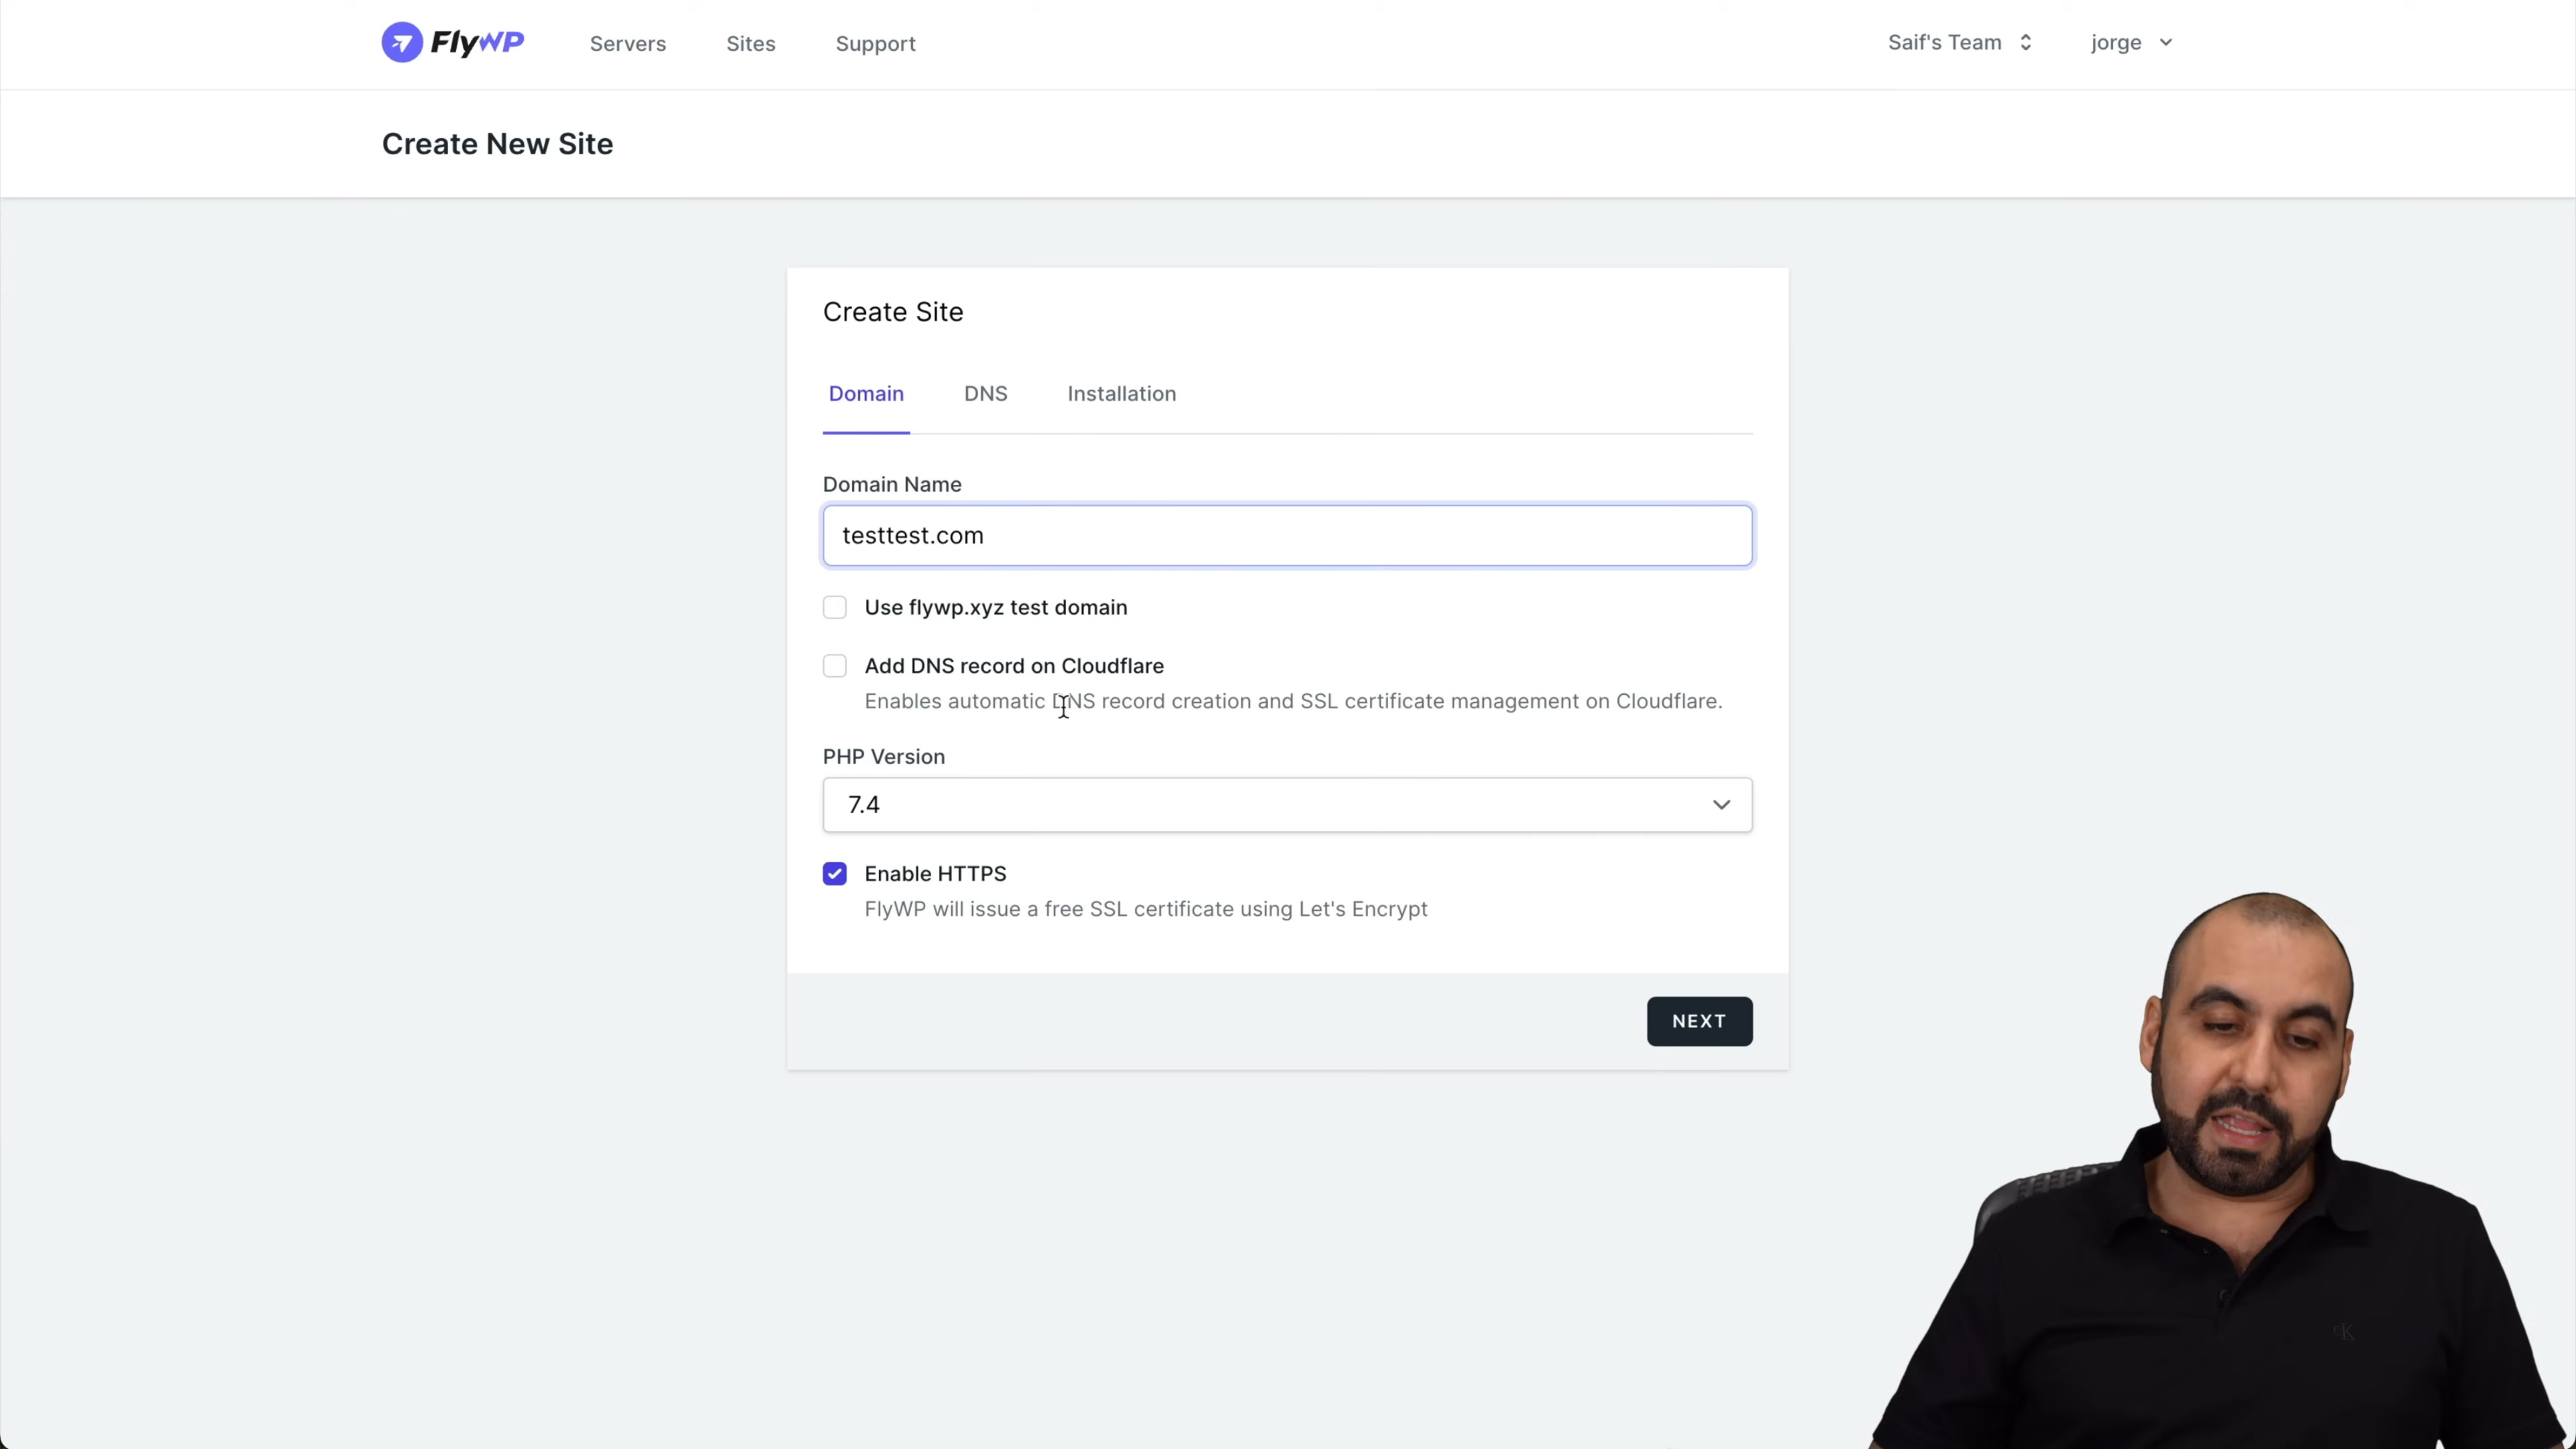 FlyWP
Servers
Sites
Support
Saif's Team
jorge
Create New Site
Create Site
Domain
DNS
Installation
Domain Name
testtest.com
Use flywp.xyz test domain
Add DNS record on Cloudflare
Enables automatic DNS record creation and SSL certificate management on Cloudflare.
PHP Version
7.4
Enable HTTPS
FlyWP will issue a free SSL certificate using Let's Encrypt
NEXT